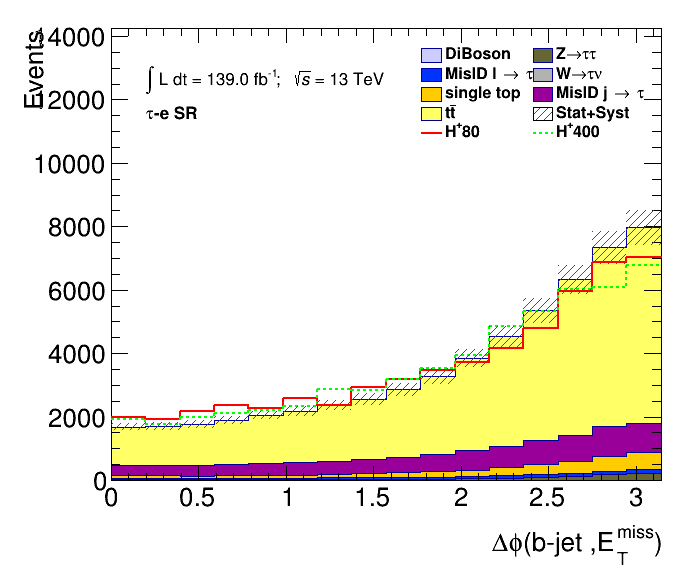 Events
14000
12000
10000
8000
6000
4000
2000
0
∫ L dt = 139.0 fb⁻¹; √s = 13 TeV
τ-e SR
DiBoson
MisID l → τ
single top
tt̄
H⁺80
Z→ττ
W→τν
MisID j → τ
Stat+Syst
H⁺400
0 0.5 1 1.5 2 2.5 3
Δϕ(b-jet ,E_T^miss)